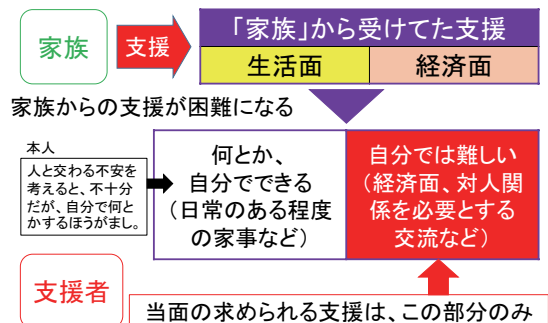 家族
支援
「家族」から受けてた支援
生活面
経済面
家族からの支援が困難になる
本人
人と交わる不安を
考えると、不十分
だが、自分で何と
かするほうがまし。
何とか、
自分でできる
(日常のある程度
の家事など)
自分では難しい
(経済面、対人関
係を必要とする
交流など)
支援者
当面の求められる支援は、この部分のみ